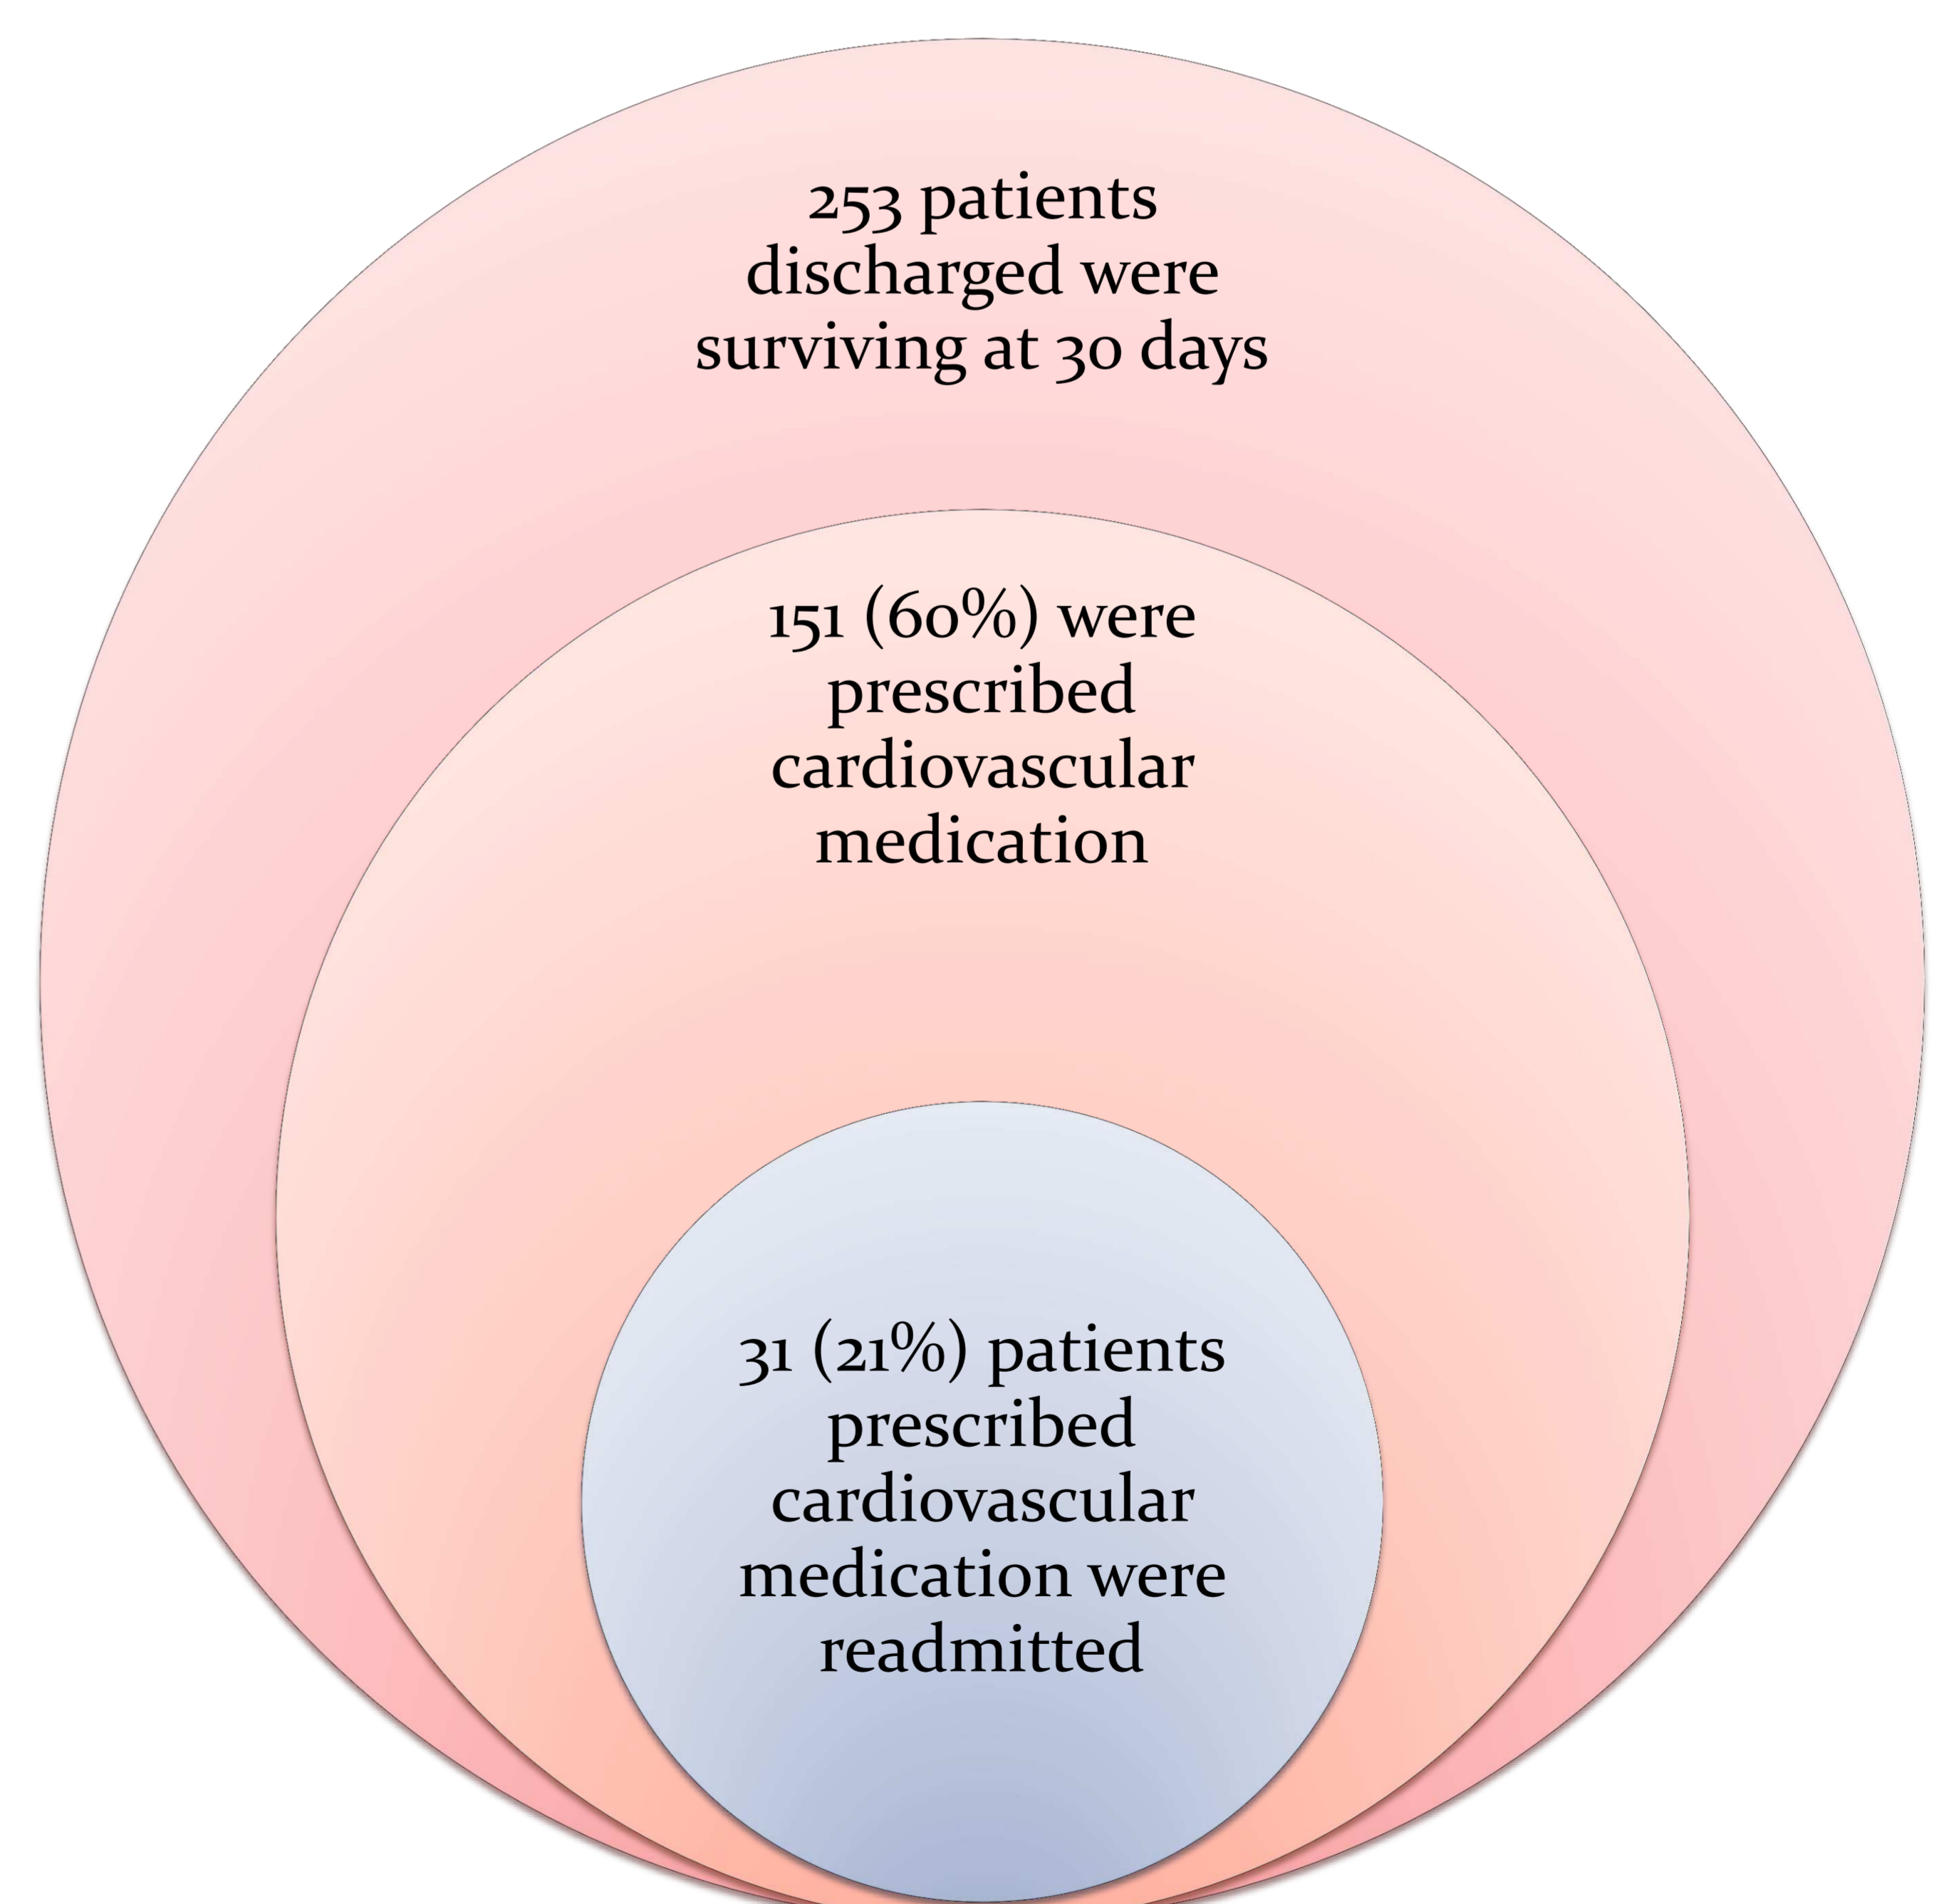 253 patients
discharged were
surviving at 30 days
151 (60%) were
prescribed
cardiovascular
medication
31 (21%) patients
prescribed
cardiovascular
medication were
readmitted